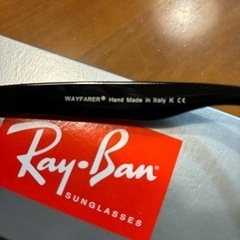 WAYFARER® Hand Made in Italy K CE
Ray-Ban
SUNGLASSES